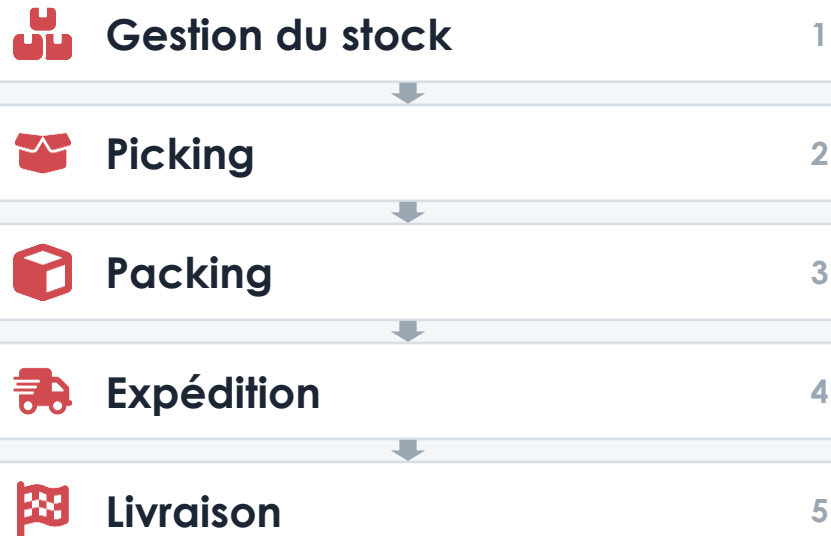 Gestion du stock 1
Picking 2
Packing 3
Expédition 4
Livraison 5